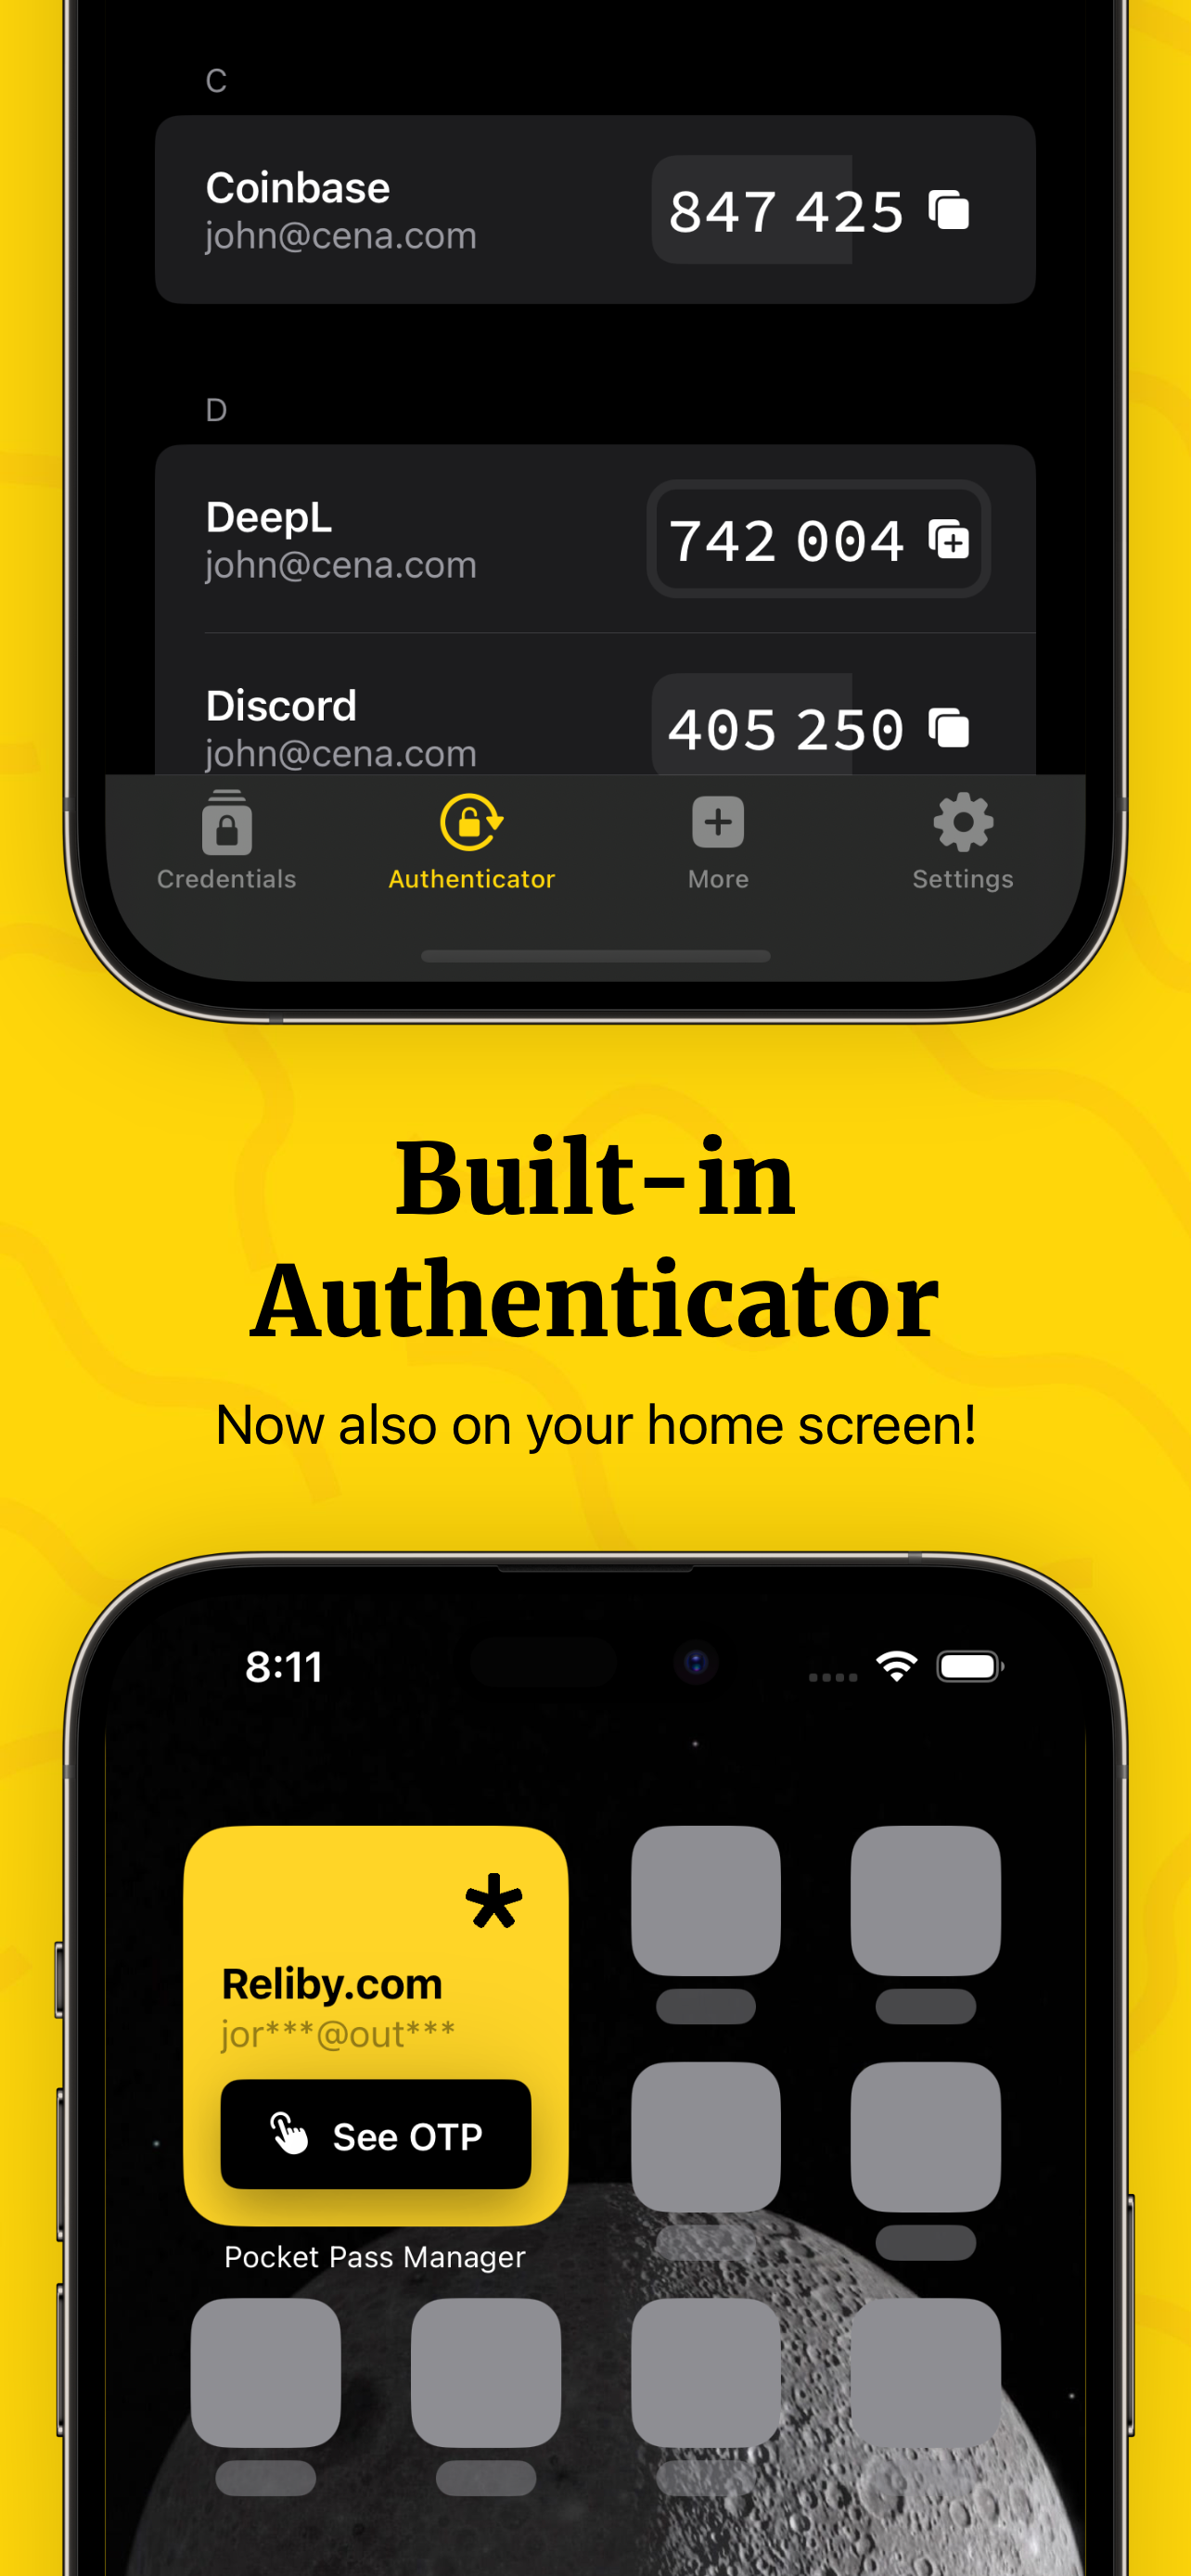 C
Coinbase
john@cena.com
847 425
D
DeepL
john@cena.com
742 004
Discord
john@cena.com
405 250
Credentials
Authenticator
More
Settings
Built-in
Authenticator
Now also on your home screen!
8:11
*
Reliby.com
jor***@out***
See OTP
Pocket Pass Manager